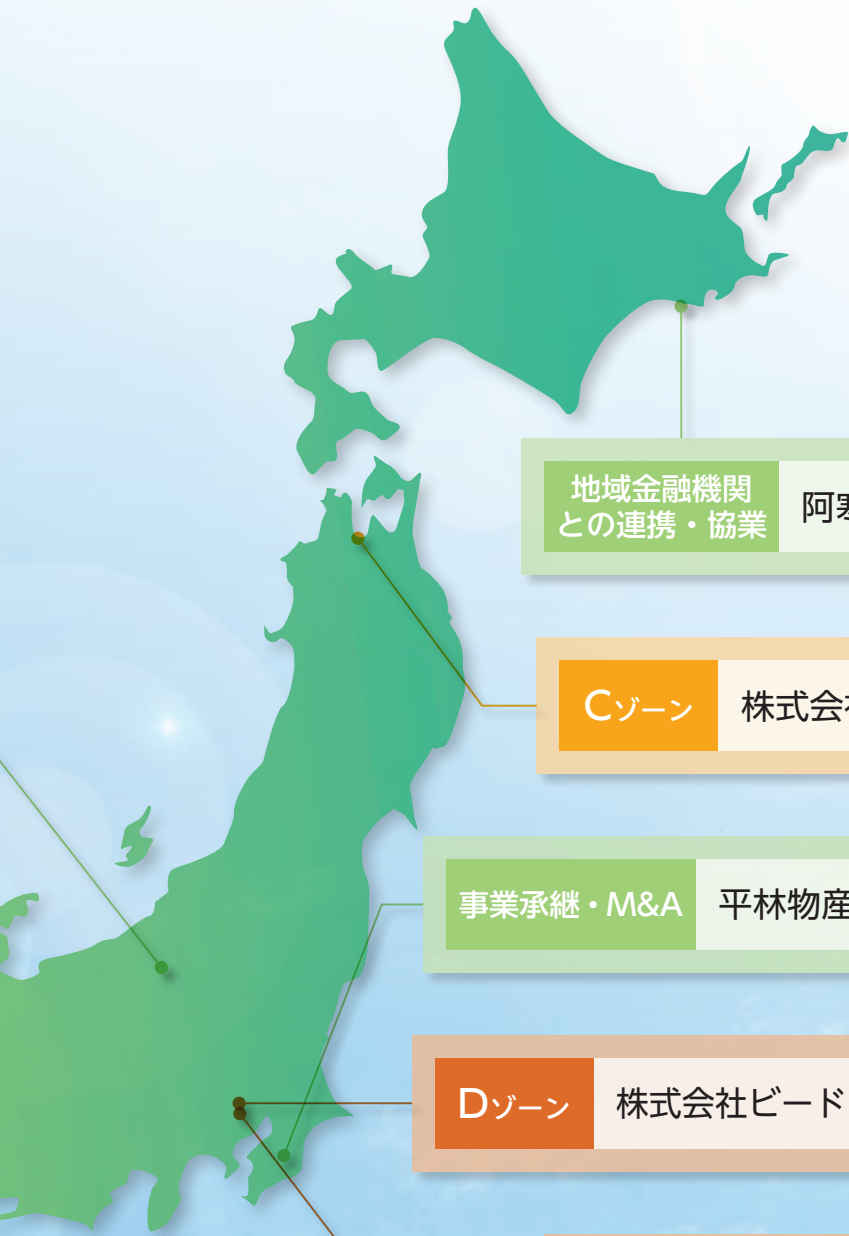 地域金融機関
との連携・協業
阿寒
Cゾーン
株式会社
事業承継・M&A
平林物産
Dゾーン
株式会社ビード